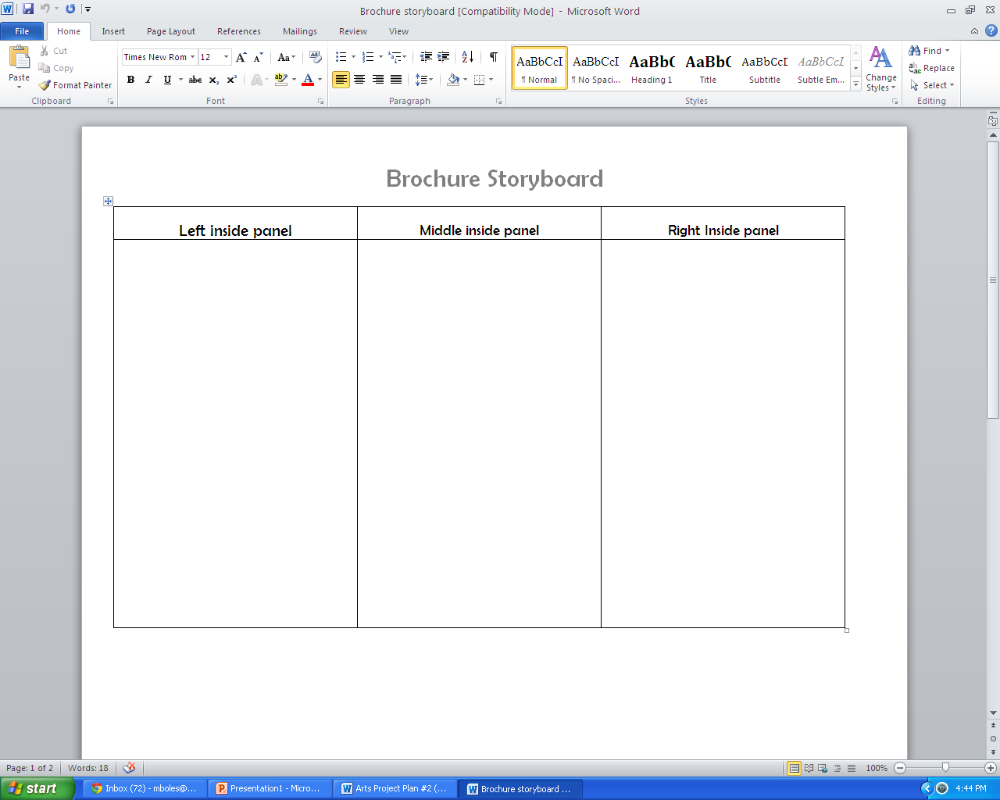 Brochure storyboard [Compatibility Mode] - Microsoft Word
File Home Insert Page Layout References Mailings Review View
Paste
Cut
Copy
Format Painter
Clipboard
Times New Rom 12
Aa
B I U abc x₂ x² A ab A
Font
Paragraph
AaBbCcI AaBbCcI AaBbC AaBbC AaBbCcI AaBbCcI
¶ Normal ¶ No Spaci... Heading 1 Title Subtitle Subtle Em...
Change Styles
Styles
Find
Replace
Select
Editing
Brochure Storyboard
Left inside panel Middle inside panel Right Inside panel
Page: 1 of 2 Words: 18 100%
start Inbox (72) - mboles@... Presentation1 - Micro... Arts Project Plan #2 (... Brochure storyboard ... 4:44 PM